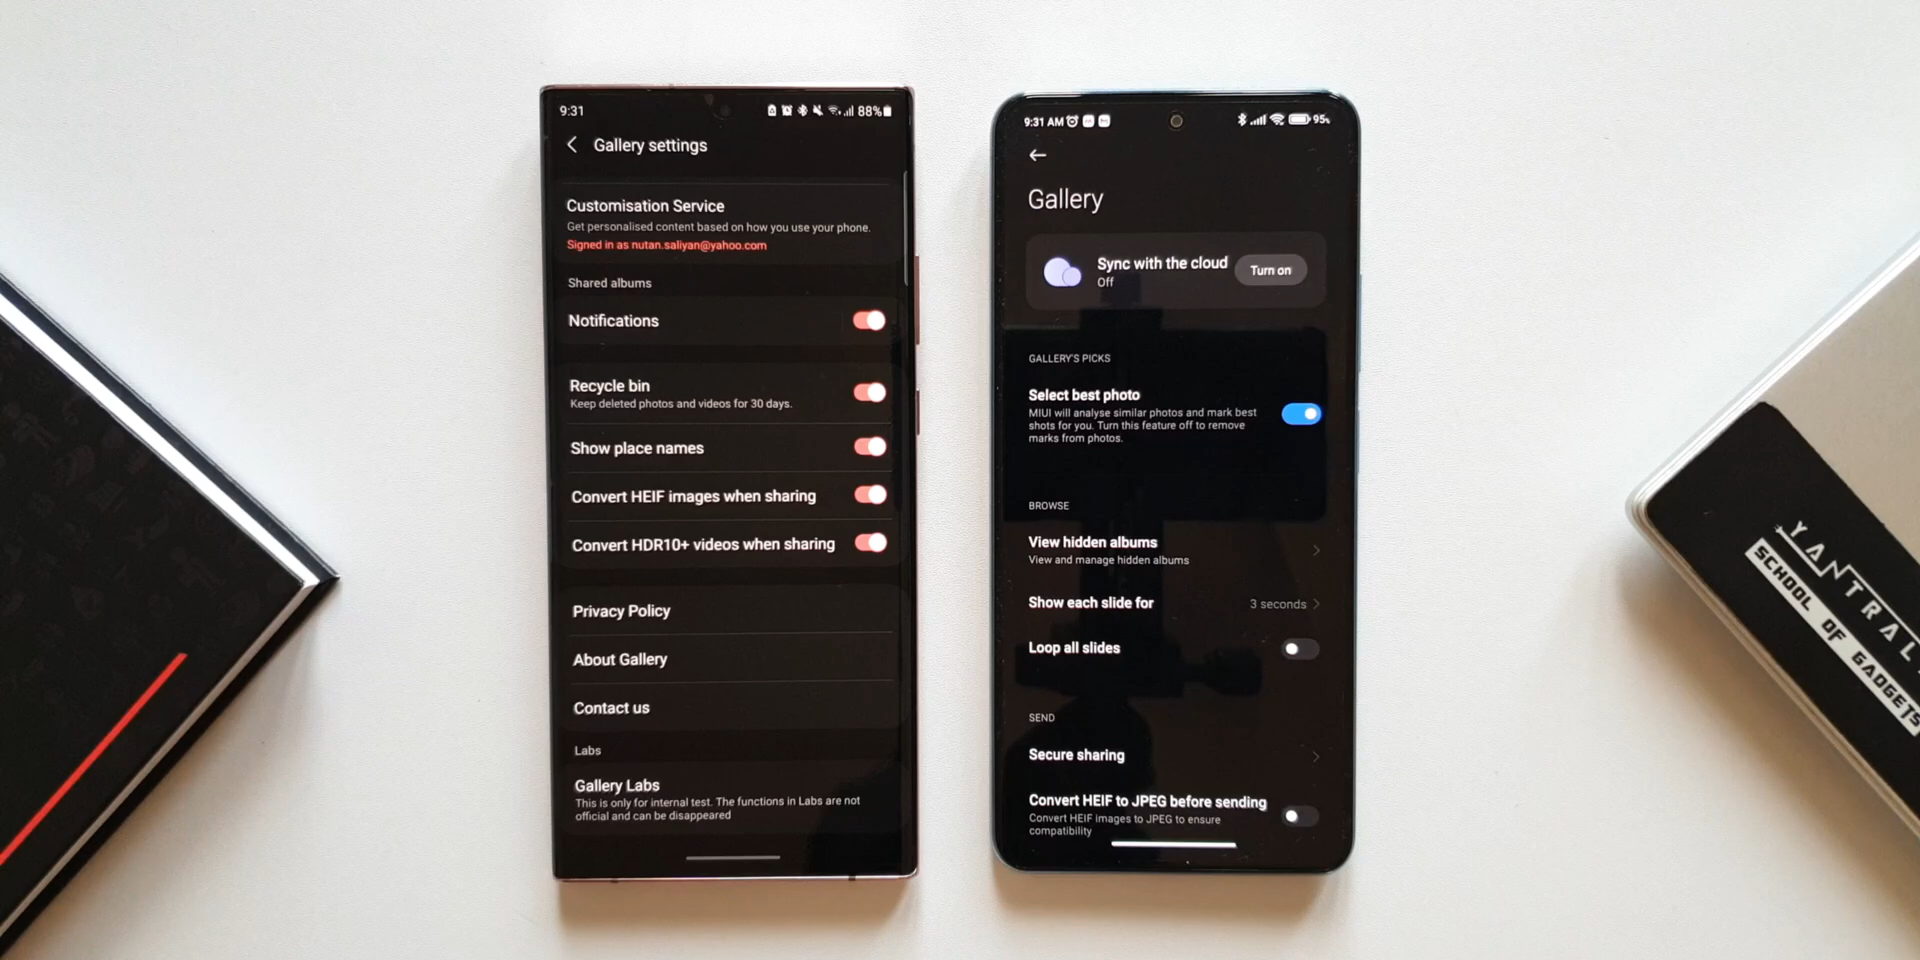 9:31
88%
Gallery settings
Customisation Service
Get personalised content based on how you use your phone.
Signed in as nutan.saliyan@yahoo.com
Shared albums
Notifications
Recycle bin
Keep deleted photos and videos for 30 days.
Show place names
Convert HEIF images when sharing
Convert HDR10+ videos when sharing
Privacy Policy
About Gallery
Contact us
Labs
Gallery Labs
This is only for internal test. The functions in Labs are not
official and can be disappeared
9:31 AM
95%
Gallery
Sync with the cloud
Off
Turn on
GALLERY'S PICKS
Select best photo
MIUI will analyse similar photos and mark best
shots for you. Turn this feature off to remove
marks from photos.
BROWSE
View hidden albums
View and manage hidden albums
Show each slide for
3 seconds
Loop all slides
SEND
Secure sharing
Convert HEIF to JPEG before sending
Convert HEIF images to JPEG to ensure
compatibility
YANTRAL
SCHOOL OF GADGETS